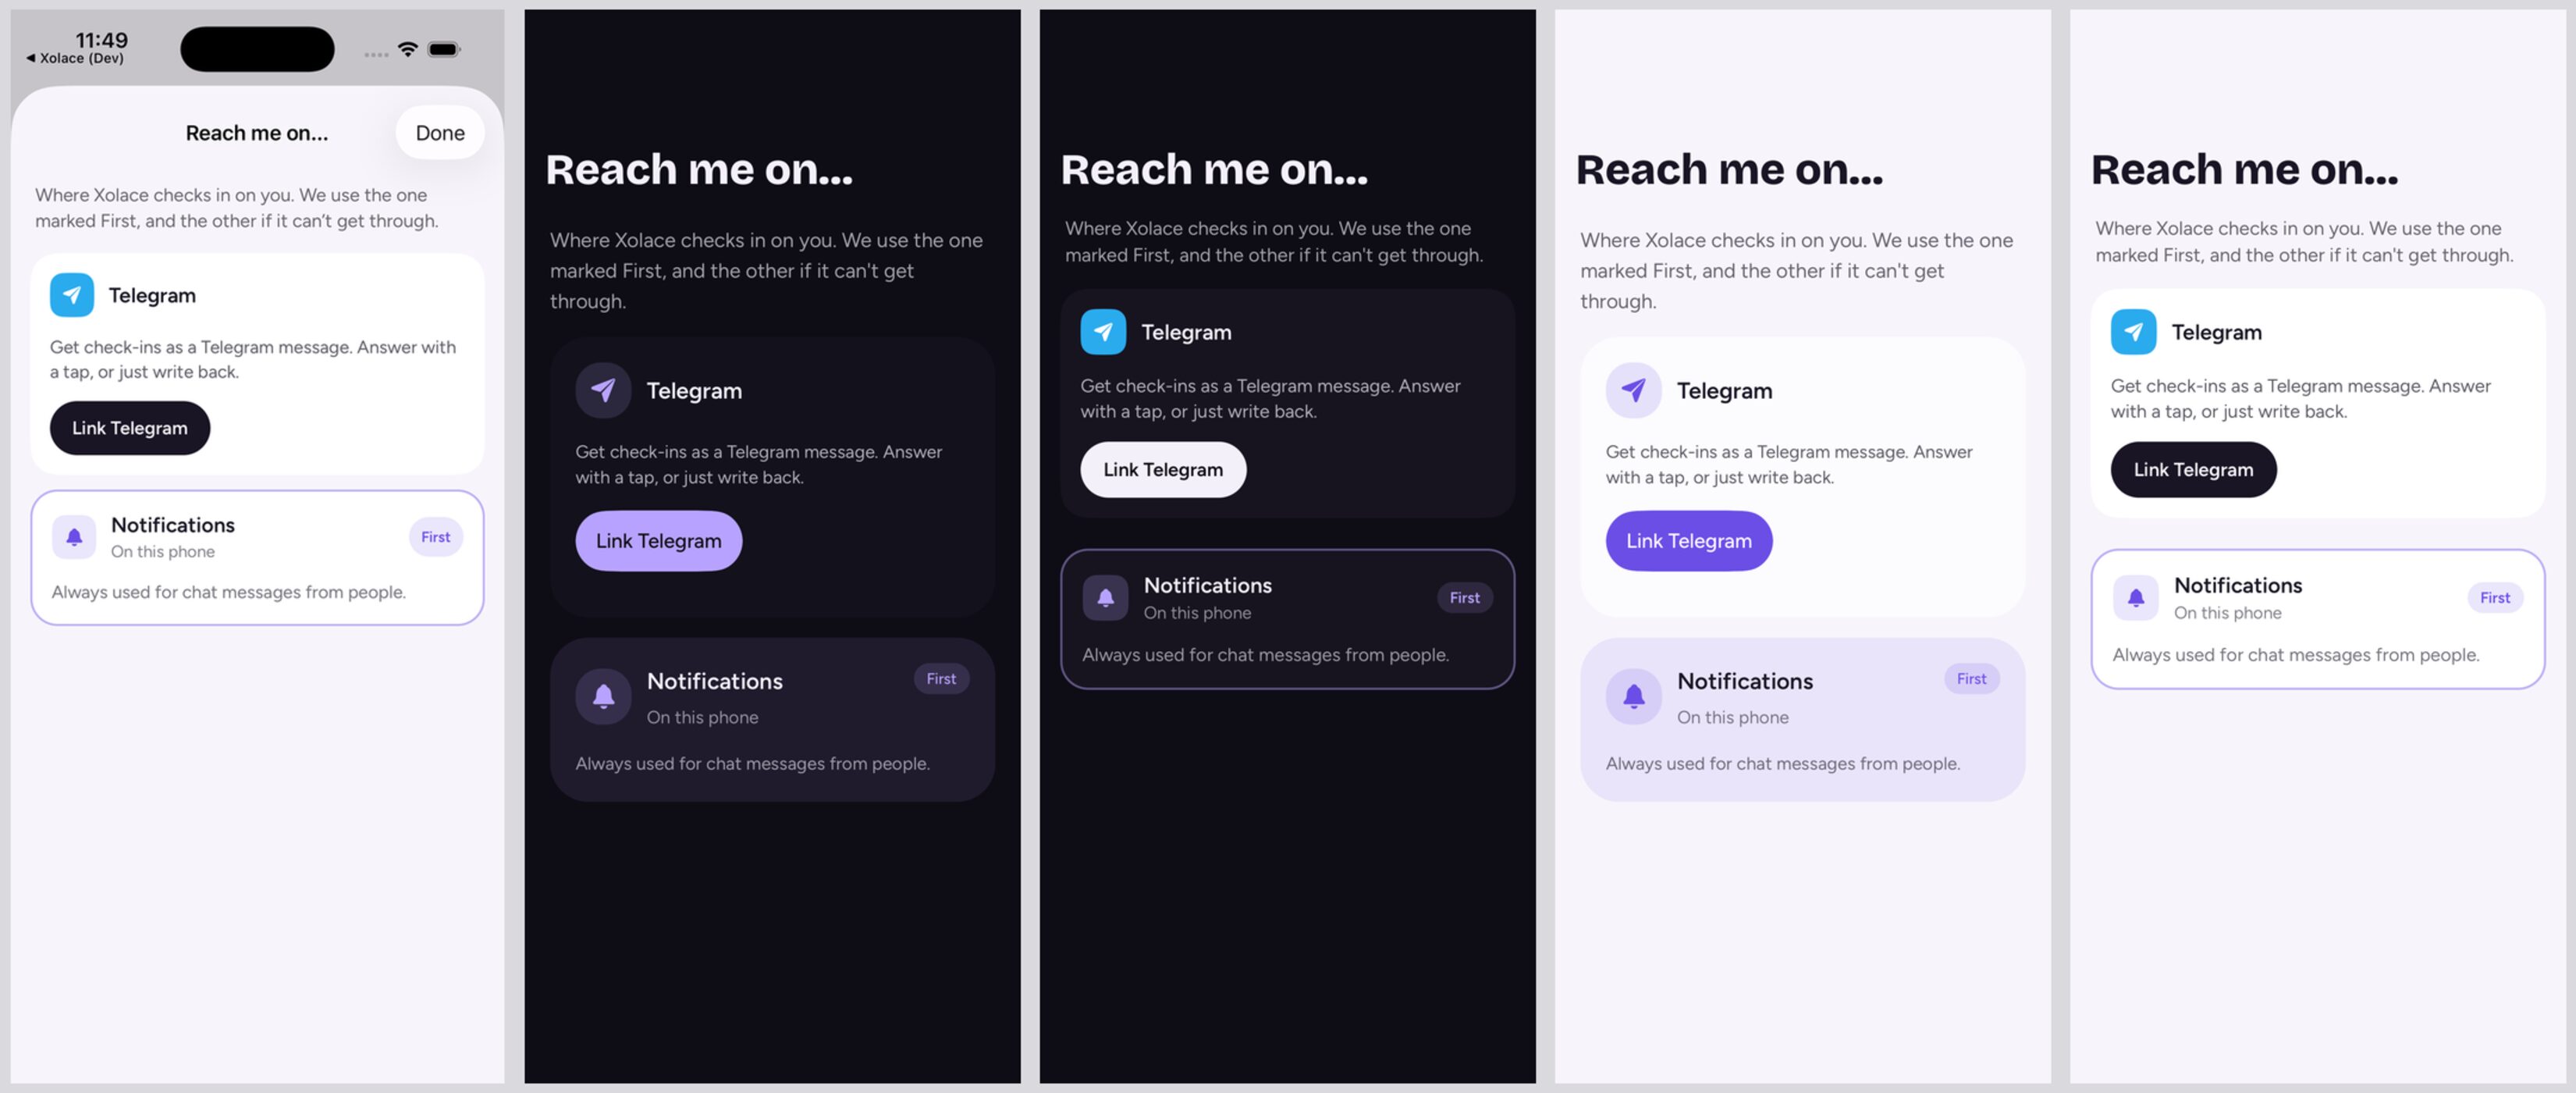 11:49
◀ Xolace (Dev)
Reach me on...
Done
Where Xolace checks in on you. We use the one
marked First, and the other if it can’t get through.
Telegram
Get check-ins as a Telegram message. Answer with
a tap, or just write back.
Link Telegram
Notifications
On this phone
First
Always used for chat messages from people.
Reach me on...
Where Xolace checks in on you. We use the one
marked First, and the other if it can't get
through.
Telegram
Get check-ins as a Telegram message. Answer
with a tap, or just write back.
Link Telegram
Notifications
First
On this phone
Always used for chat messages from people.
Reach me on...
Where Xolace checks in on you. We use the one
marked First, and the other if it can't get through.
Telegram
Get check-ins as a Telegram message. Answer
with a tap, or just write back.
Link Telegram
Notifications
On this phone
First
Always used for chat messages from people.
Reach me on...
Where Xolace checks in on you. We use the one
marked First, and the other if it can't get
through.
Telegram
Get check-ins as a Telegram message. Answer
with a tap, or just write back.
Link Telegram
Notifications
First
On this phone
Always used for chat messages from people.
Reach me on...
Where Xolace checks in on you. We use the one
marked First, and the other if it can't get through.
Telegram
Get check-ins as a Telegram message. Answer
with a tap, or just write back.
Link Telegram
Notifications
On this phone
First
Always used for chat messages from people.